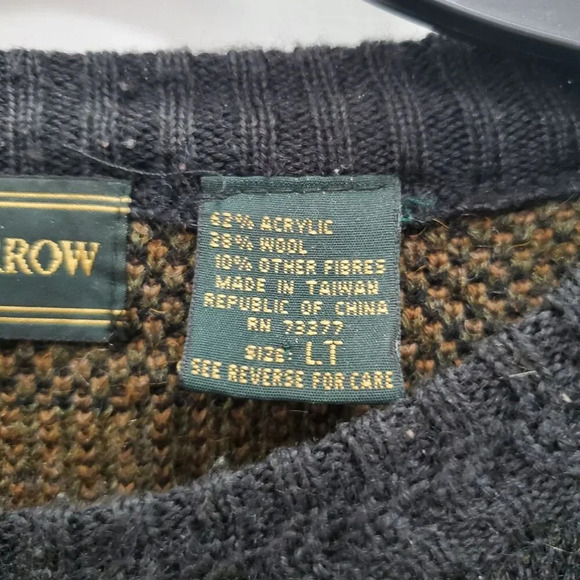 ROW
62% ACRYLIC
28% WOOL
10% OTHER FIBRES
MADE IN TAIWAN
REPUBLIC OF CHINA
RN 73277
SIZE: LT
SEE REVERSE FOR CARE